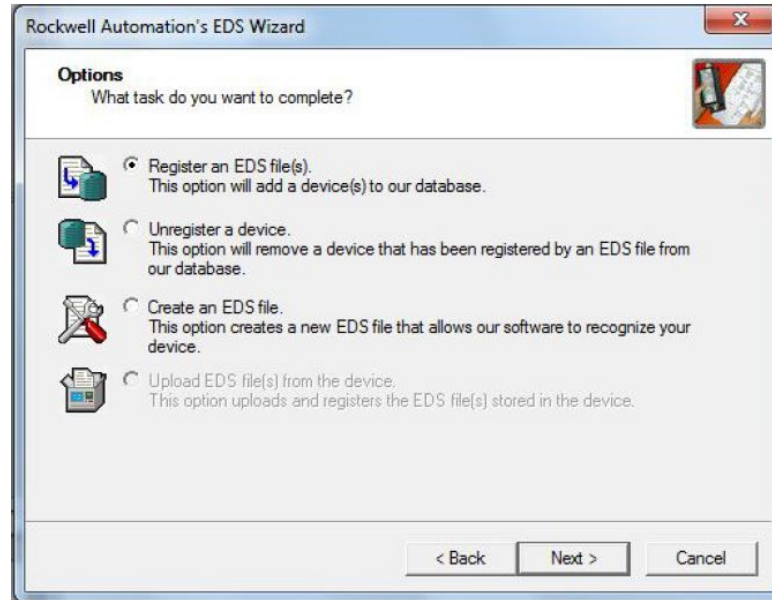 Rockwell Automation's EDS Wizard
Options
What task do you want to complete?
Register an EDS file(s).
This option will add a device(s) to our database.
Unregister a device.
This option will remove a device that has been registered by an EDS file from
our database.
Create an EDS file.
This option creates a new EDS file that allows our software to recognize your
device.
Upload EDS file(s) from the device.
This option uploads and registers the EDS file(s) stored in the device.
< Back Next > Cancel